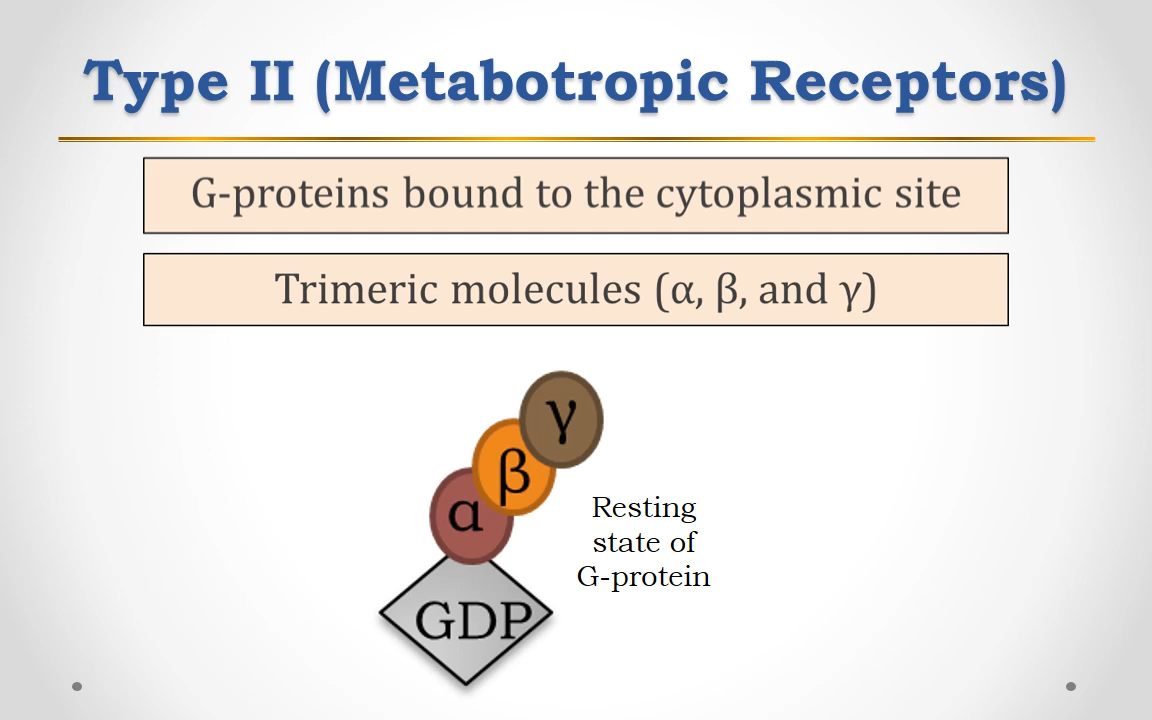 Type II (Metabotropic Receptors)
G-proteins bound to the cytoplasmic site
Trimeric molecules (α, β, and γ)
γ
β
α
Resting
state of
G-protein
GDP